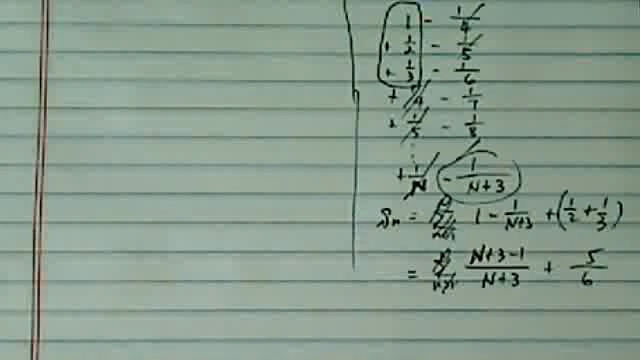 1 - 1/4
+ 1/2 - 1/5
+ 1/3 - 1/6
+ 1/4 - 1/7
+ 1/5 - 1/8
⋮
+ 1/N - 1/(N+3)
Sn = 1 - 1/(N+3) + (1/2 + 1/3)
= (N+3-1)/(N+3) + 5/6